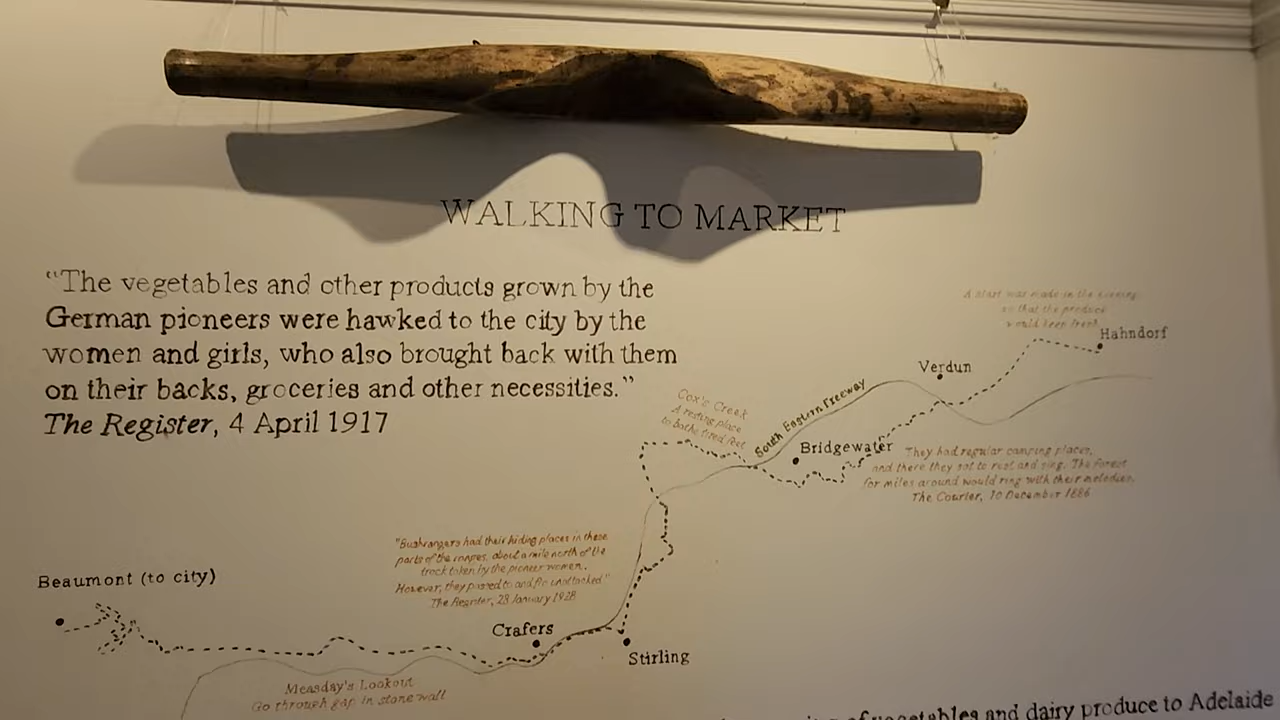 WALKING TO MARKET
"The vegetables and other products grown by the
German pioneers were hawked to the city by the
women and girls, who also brought back with them
on their backs, groceries and other necessities."
The Register, 4 April 1917
A start was made in the evening
so that the produce
would keep fresh
Hahndorf
Verdun
Cox's Creek
A resting place
to bathe tired feet
South Eastern Freeway
Bridgewater
They had regular camping places,
and there they sat to rest and sing. The forest
for miles around would ring with their melodies.
The Courier, 10 December 1886
"Bushrangers had their hiding places in these
parts of the ranges, about a mile north of the
track taken by the pioneer women.
However, they passed to and fro unattacked"
The Register, 28 January 1928
Beaumont (to city)
Crafers
Stirling
Measday's Lookout
Go through gap in stone wall
of vegetables and dairy produce to Adelaide